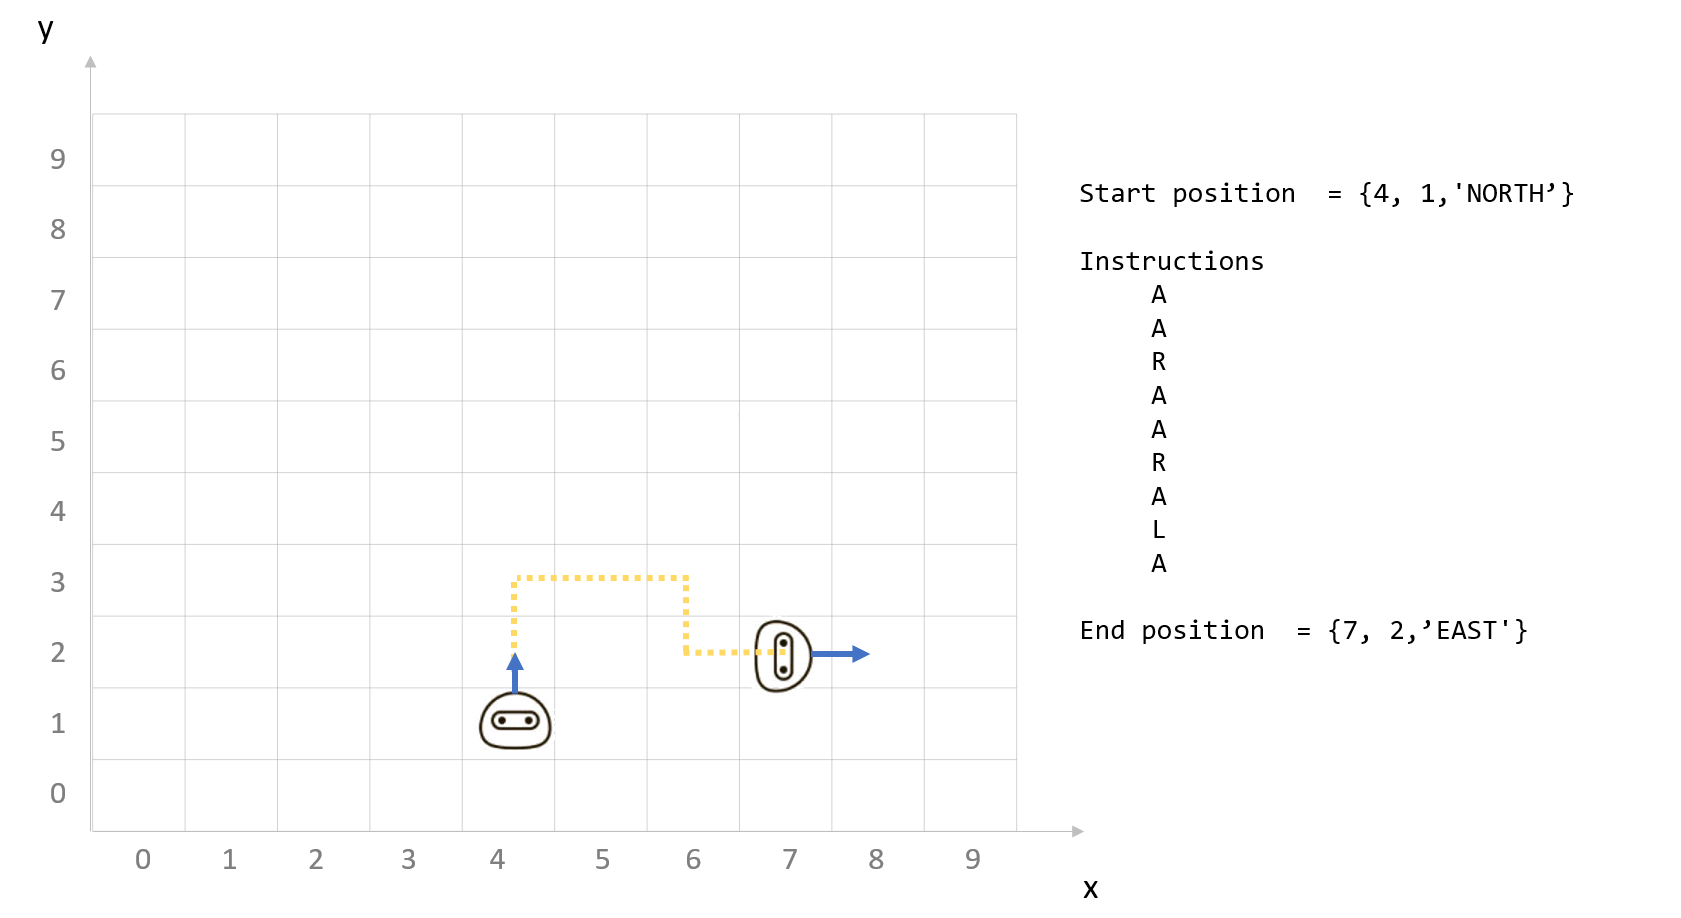 y
9
8
7
6
5
4
3
2
1
0
0 1 2 3 4 5 6 7 8 9
x
Start position = {4, 1,'NORTH’}
Instructions
A
A
R
A
A
R
A
L
A
End position = {7, 2,’EAST'}